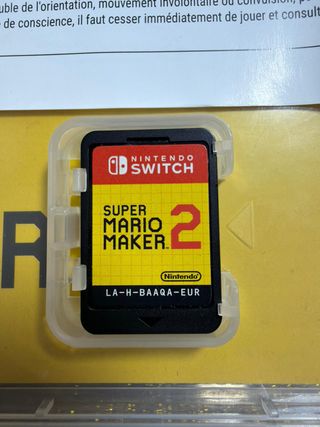 uble de l'orientation, mouvement involontaire ou convulsion,
de conscience, il faut cesser immédiatement de jouer et consult
NINTENDO
SWITCH
SUPER
MARIO
MAKER 2
Nintendo
LA-H-BAAQA-EUR
R